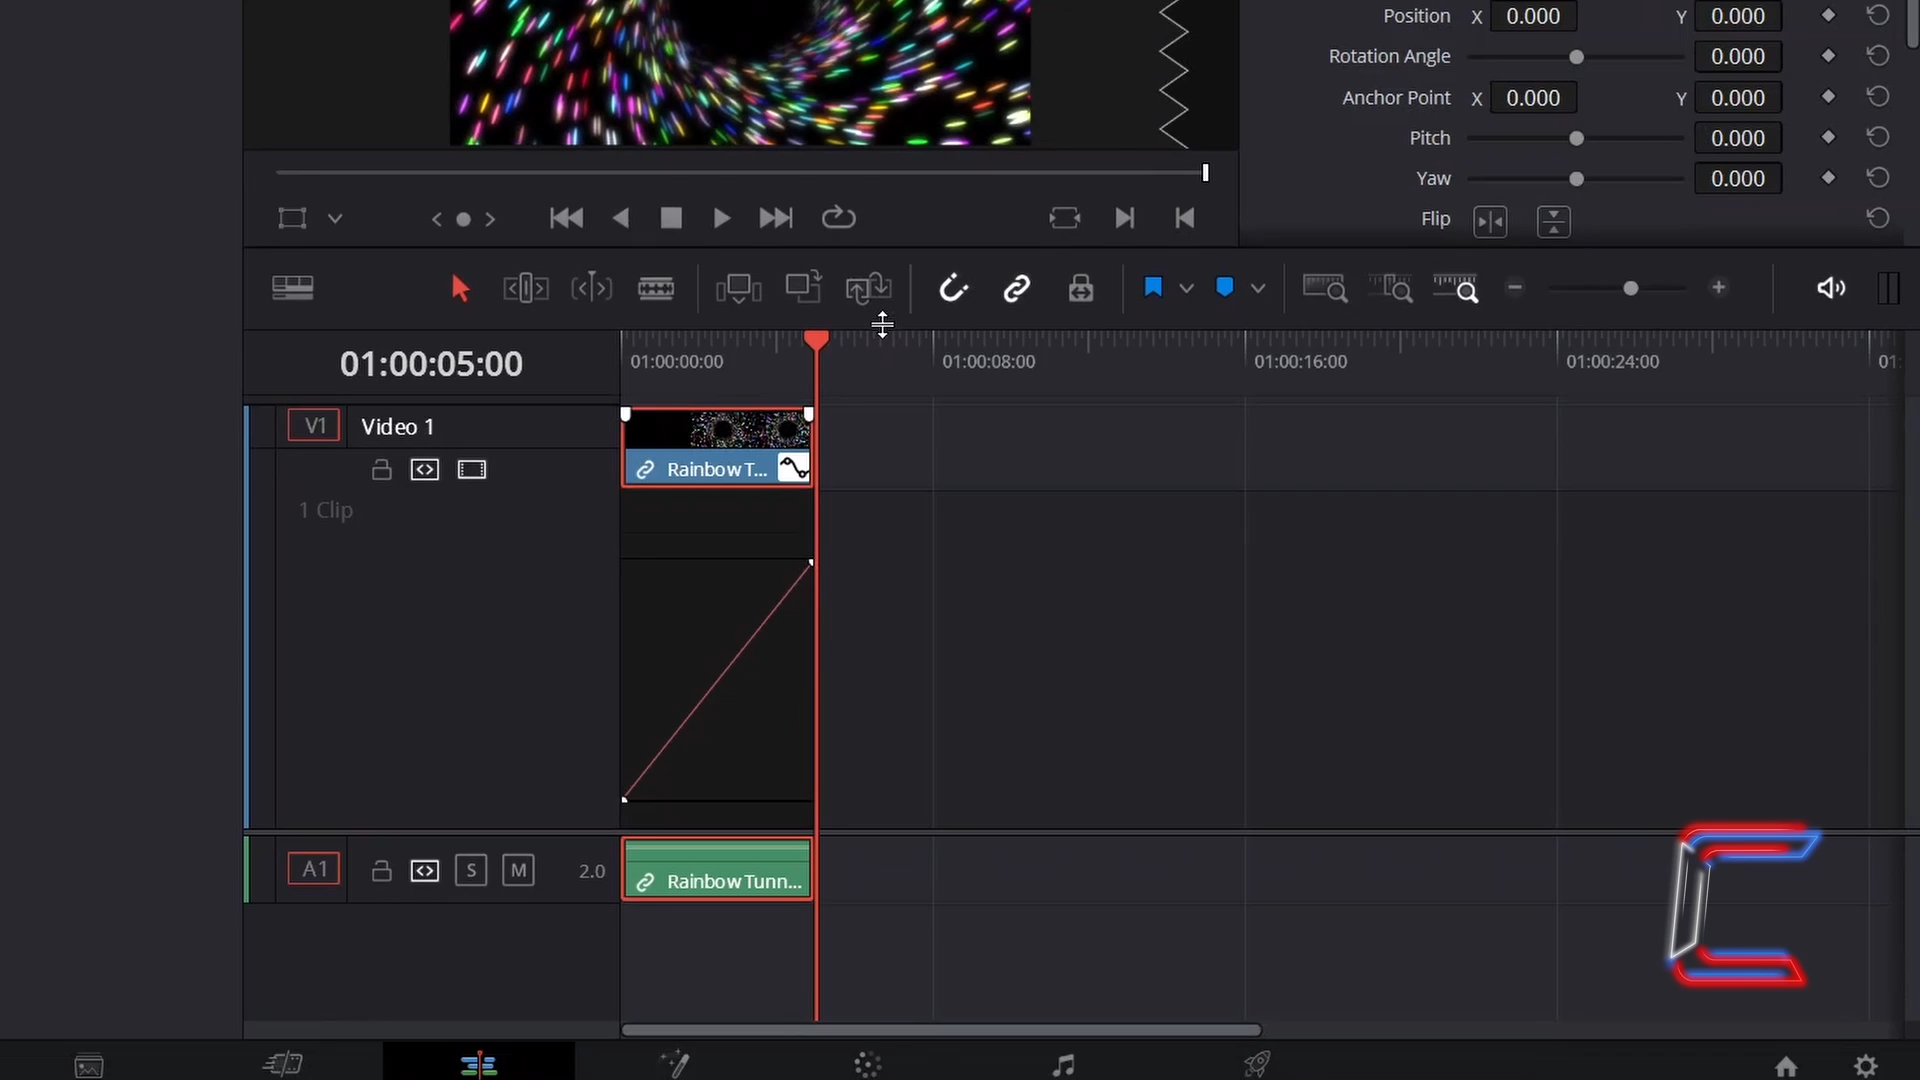 Position X 0.000 Y 0.000
Rotation Angle 0.000
Anchor Point X 0.000 Y 0.000
Pitch 0.000
Yaw 0.000
Flip
01:00:05:00
01:00:00:00 01:00:08:00 01:00:16:00 01:00:24:00 01:
V1 Video 1
Rainbow T...
1 Clip
A1 S M 2.0
Rainbow Tunn...